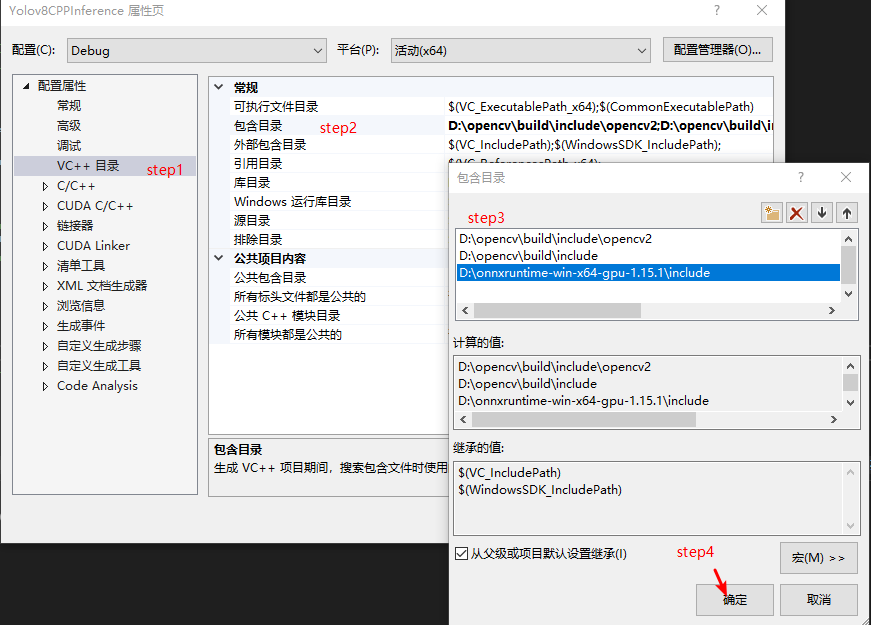 Yolov8CPPInference 属性页
配置(C): Debug 平台(P): 活动(x64) 配置管理器(O)...
配置属性
常规
高级
调试
VC++ 目录 step1
C/C++
CUDA C/C++
链接器
CUDA Linker
清单工具
XML 文档生成器
浏览信息
生成事件
自定义生成步骤
自定义生成工具
Code Analysis
常规
可执行文件目录 $(VC_ExecutablePath_x64);$(CommonExecutablePath)
包含目录 step2 D:\opencv\build\include\opencv2;D:\opencv\build\i
外部包含目录 $(VC_IncludePath);$(WindowsSDK_IncludePath);
引用目录 $(VC_ReferencesPath_x64);
库目录
Windows 运行库目录
源目录
排除目录
公共项目内容
公共包含目录
所有标头文件都是公共的
公共 C++ 模块目录
所有模块都是公共的
包含目录
生成 VC++ 项目期间，搜索包含文件时使用
包含目录
step3
D:\opencv\build\include\opencv2
D:\opencv\build\include
D:\onnxruntime-win-x64-gpu-1.15.1\include
计算的值:
D:\opencv\build\include\opencv2
D:\opencv\build\include
D:\onnxruntime-win-x64-gpu-1.15.1\include
继承的值:
$(VC_IncludePath)
$(WindowsSDK_IncludePath)
从父级或项目默认设置继承(I) step4 宏(M) >>
确定 取消